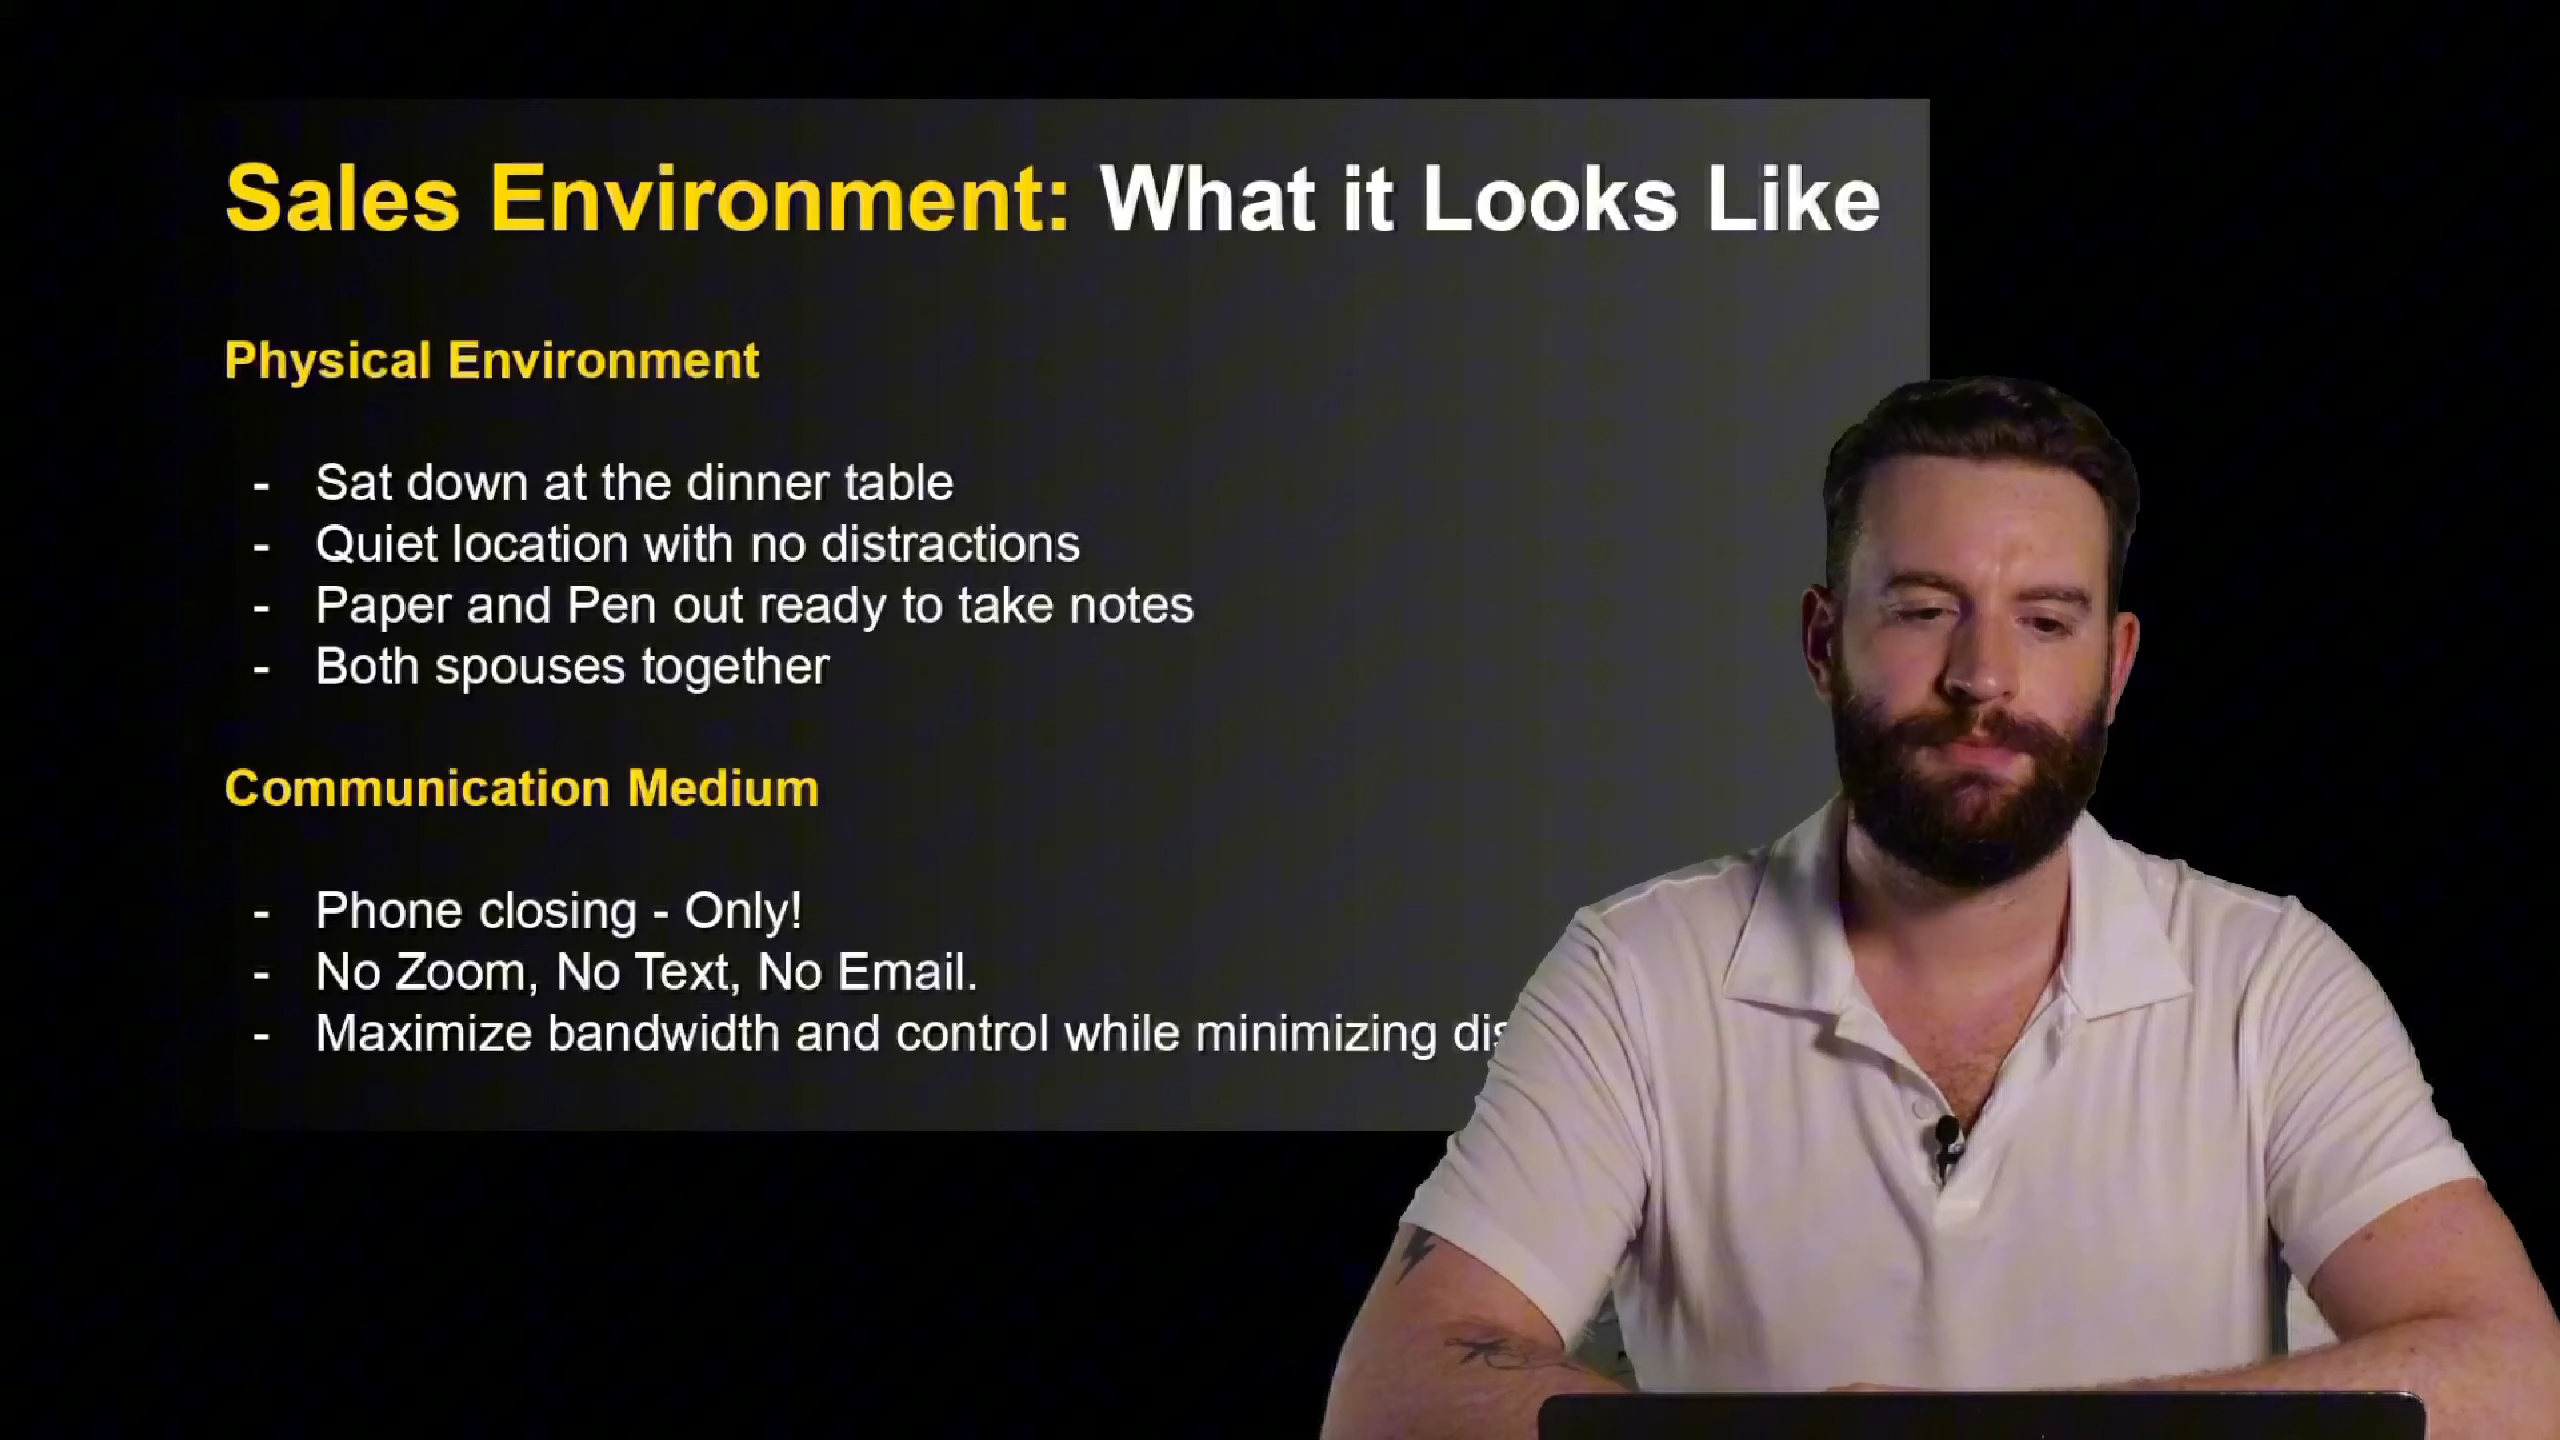 Sales Environment: What it Looks Like
Physical Environment
- Sat down at the dinner table
- Quiet location with no distractions
- Paper and Pen out ready to take notes
- Both spouses together
Communication Medium
- Phone closing - Only!
- No Zoom, No Text, No Email.
- Maximize bandwidth and control while minimizing